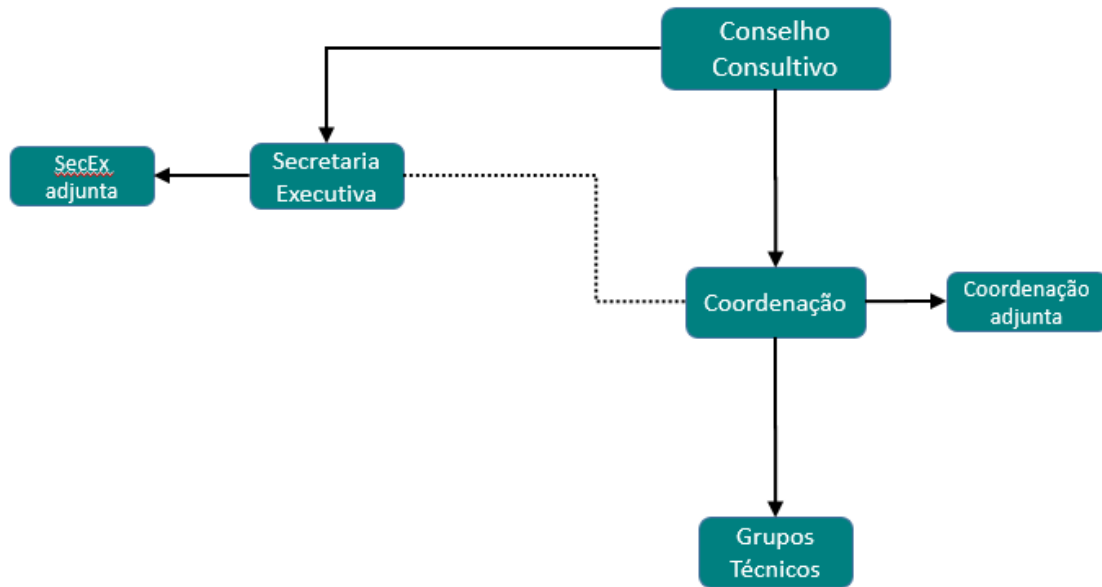 Conselho
Consultivo
SecEx
adjunta
Secretaria
Executiva
Coordenação
Coordenação
adjunta
Grupos
Técnicos